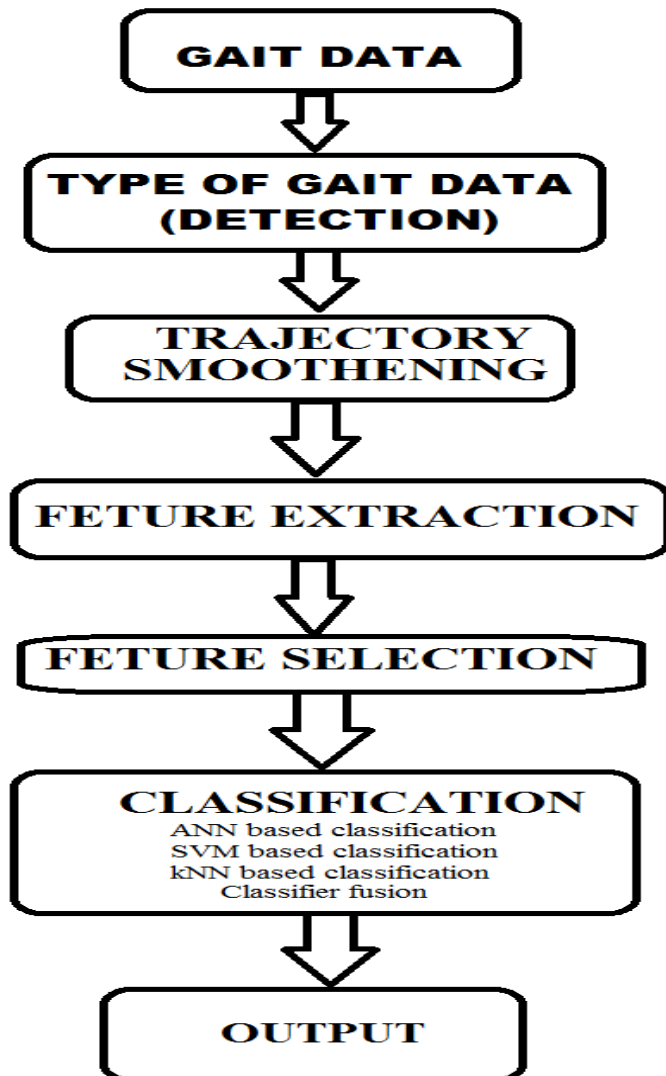 GAIT DATA
TYPE OF GAIT DATA
(DETECTION)
TRAJECTORY
SMOOTHENING
FETURE EXTRACTION
FETURE SELECTION
CLASSIFICATION
ANN based classification
SVM based classification
kNN based classification
Classifier fusion
OUTPUT